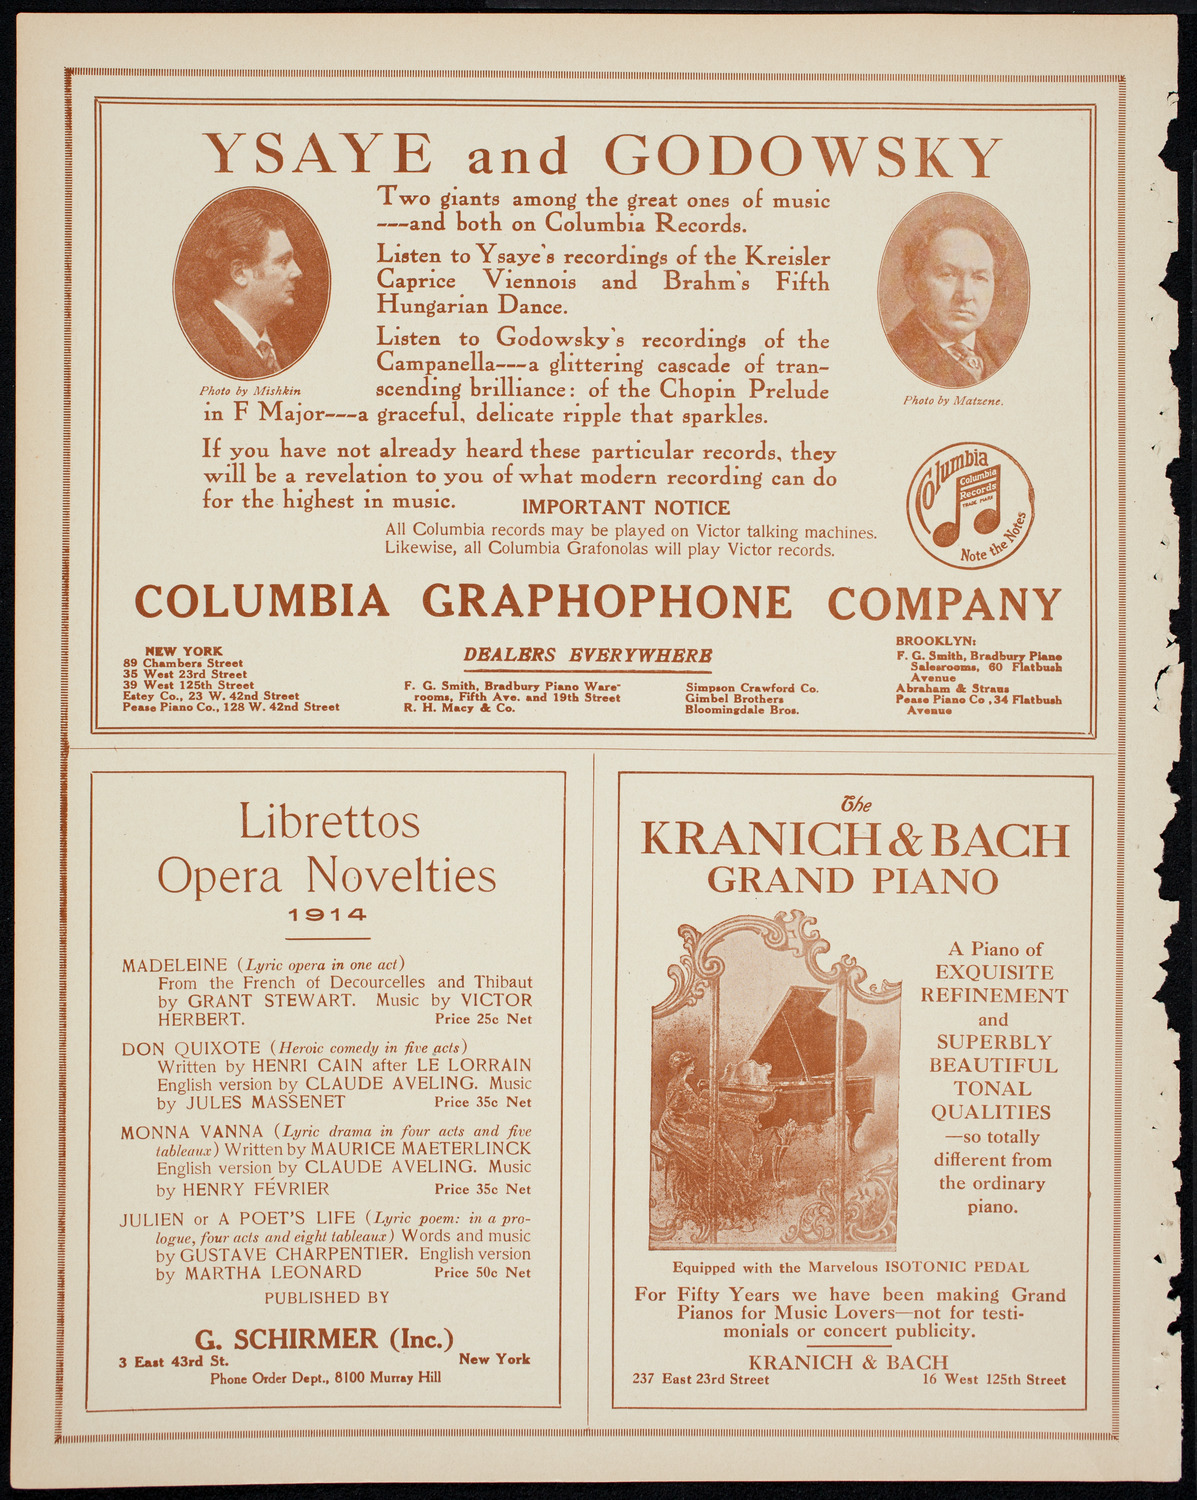 YSAYE and GODOWSKY
Two giants among the great ones of music
---and both on Columbia Records.
Listen to Ysaye's recordings of the Kreisler
Caprice Viennois and Brahm's Fifth
Hungarian Dance.
Listen to Godowsky's recordings of the
Campanella---a glittering cascade of tran-
scending brilliance: of the Chopin Prelude
in F Major---a graceful, delicate ripple that sparkles.
Photo by Mishkin
Photo by Matzene.
If you have not already heard these particular records, they
will be a revelation to you of what modern recording can do
for the highest in music.
IMPORTANT NOTICE
All Columbia records may be played on Victor talking machines.
Likewise, all Columbia Grafonolas will play Victor records.
Columbia
Columbia
Records
TRADE MARK
Note the Notes
COLUMBIA GRAPHOPHONE COMPANY
NEW YORK
89 Chambers Street
35 West 23rd Street
39 West 125th Street
Estey Co., 23 W. 42nd Street
Pease Piano Co., 128 W. 42nd Street
DEALERS EVERYWHERE
F. G. Smith, Bradbury Piano Ware-
rooms, Fifth Ave. and 19th Street
R. H. Macy & Co.
Simpson Crawford Co.
Gimbel Brothers
Bloomingdale Bros.
BROOKLYN:
F. G. Smith, Bradbury Piano
Salesrooms, 60 Flatbush
Avenue
Abraham & Straus
Pease Piano Co., 34 Flatbush
Avenue
Librettos
Opera Novelties
1914
MADELEINE (Lyric opera in one act)
From the French of Decourcelles and Thibaut
by GRANT STEWART. Music by VICTOR
HERBERT. Price 25c Net
DON QUIXOTE (Heroic comedy in five acts)
Written by HENRI CAIN after LE LORRAIN
English version by CLAUDE AVELING. Music
by JULES MASSENET Price 35c Net
MONNA VANNA (Lyric drama in four acts and five
tableaux) Written by MAURICE MAETERLINCK
English version by CLAUDE AVELING. Music
by HENRY FÉVRIER Price 35c Net
JULIEN or A POET'S LIFE (Lyric poem: in a pro-
logue, four acts and eight tableaux) Words and music
by GUSTAVE CHARPENTIER. English version
by MARTHA LEONARD Price 50c Net
PUBLISHED BY
G. SCHIRMER (Inc.)
3 East 43rd St. New York
Phone Order Dept., 8100 Murray Hill
The
KRANICH & BACH
GRAND PIANO
A Piano of
EXQUISITE
REFINEMENT
and
SUPERBLY
BEAUTIFUL
TONAL
QUALITIES
—so totally
different from
the ordinary
piano.
Equipped with the Marvelous ISOTONIC PEDAL
For Fifty Years we have been making Grand
Pianos for Music Lovers—not for testi-
monials or concert publicity.
KRANICH & BACH
237 East 23rd Street 16 West 125th Street